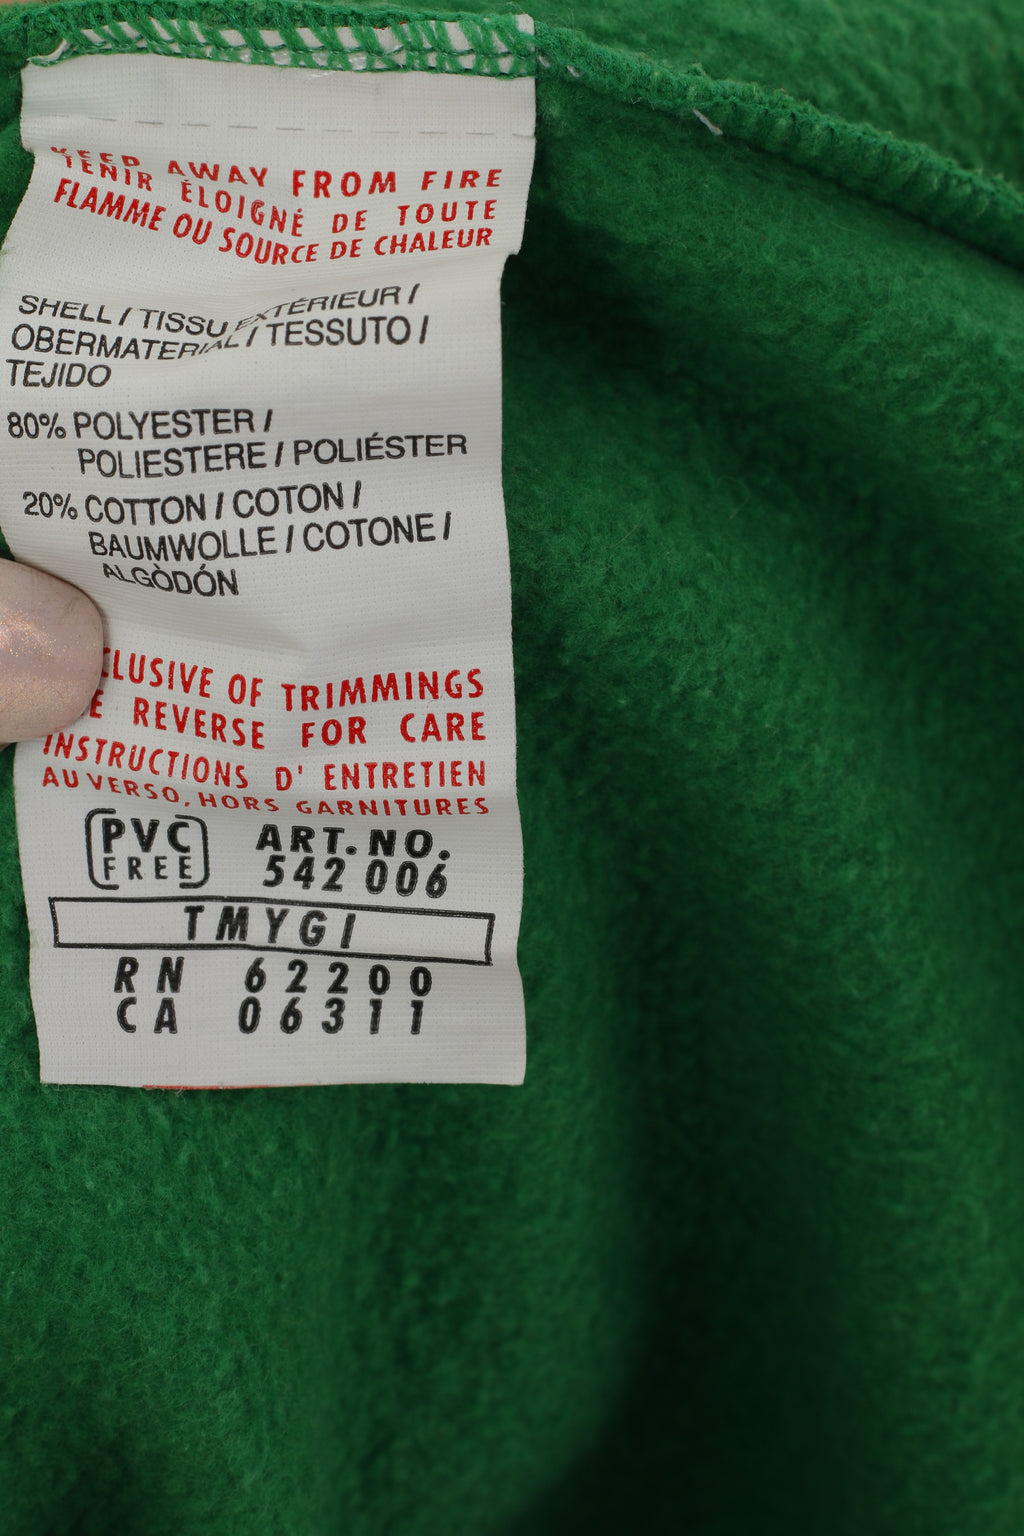 KEEP AWAY FROM FIRE
TENIR ÉLOIGNÉ DE TOUTE
FLAMME OU SOURCE DE CHALEUR
SHELL / TISSU EXTÉRIEUR /
OBERMATERIAL / TESSUTO /
TEJIDO
80% POLYESTER /
POLIESTERE / POLIÉSTER
20% COTTON / COTON /
BAUMWOLLE / COTONE /
ALGÒDÓN
CLUSIVE OF TRIMMINGS
E REVERSE FOR CARE
INSTRUCTIONS D' ENTRETIEN
AU VERSO, HORS GARNITURES
PVC
FREE
ART. NO.
542 006
TMYGI
RN 62200
CA 06311